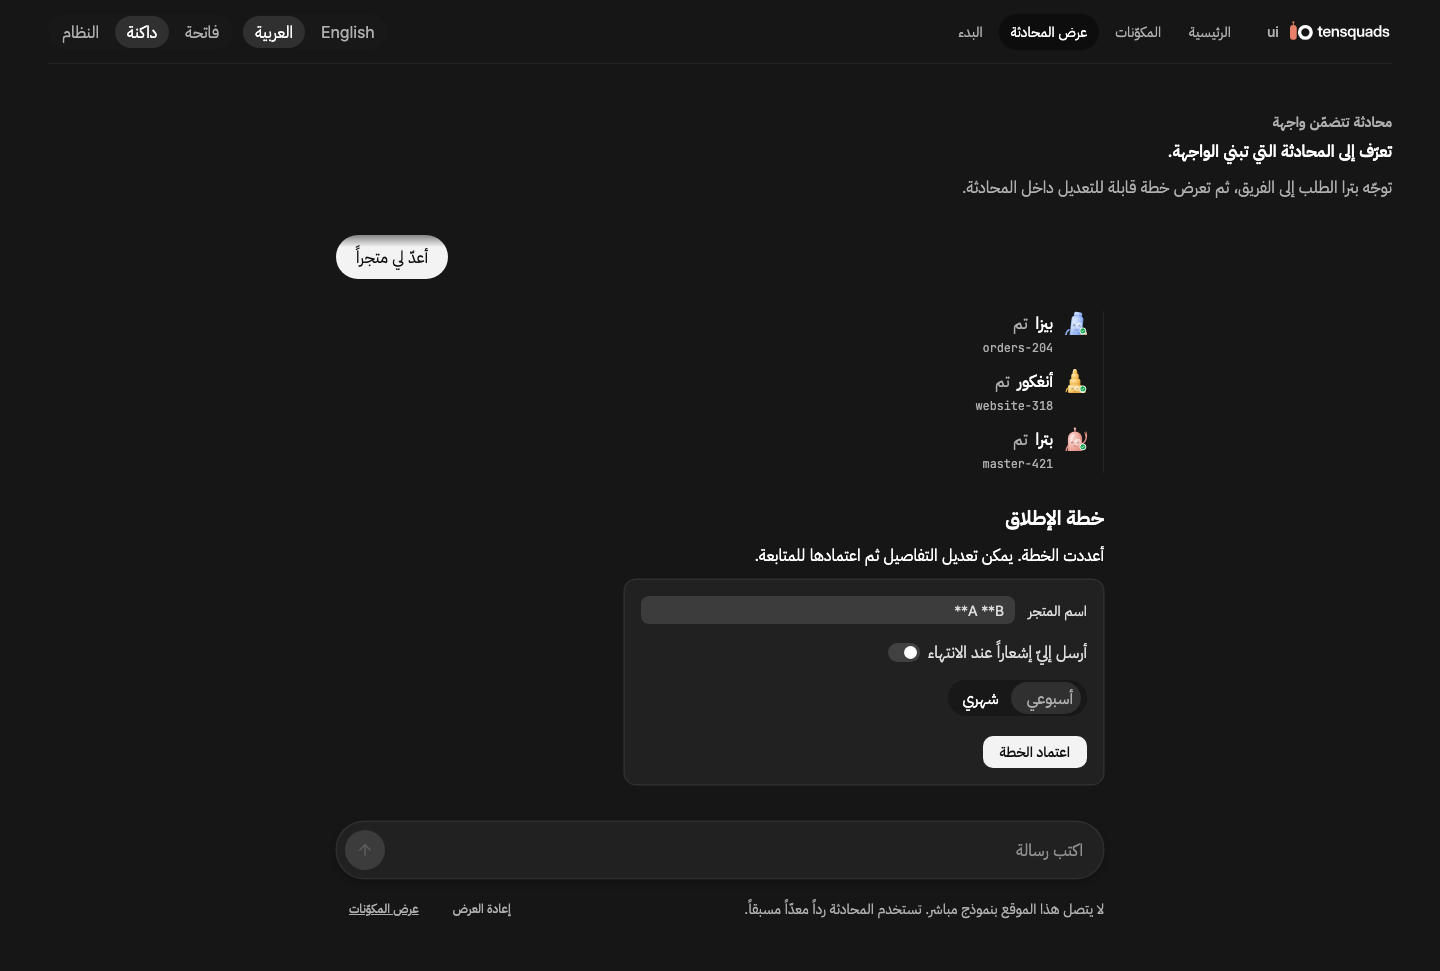 tensquads ui
الرئيسية
المكوّنات
عرض المحادثة
البدء
English
العربية
فاتحة
داكنة
النظام
محادثة تتضمّن واجهة
تعرّف إلى المحادثة التي تبني الواجهة.
توجّه بترا الطلب إلى الفريق، ثم تعرض خطة قابلة للتعديل داخل المحادثة.
أعدّ لي متجراً
بيزا تم
orders-204
أنغكور تم
website-318
بترا تم
master-421
خطة الإطلاق
أعددت الخطة. يمكن تعديل التفاصيل ثم اعتمادها للمتابعة.
اسم المتجر **A **B
أرسل إليّ إشعاراً عند الانتهاء
أسبوعي شهري
اعتماد الخطة
اكتب رسالة
لا يتصل هذا الموقع بنموذج مباشر. تستخدم المحادثة رداً معدّاً مسبقاً.
إعادة العرض
عرض المكوّنات